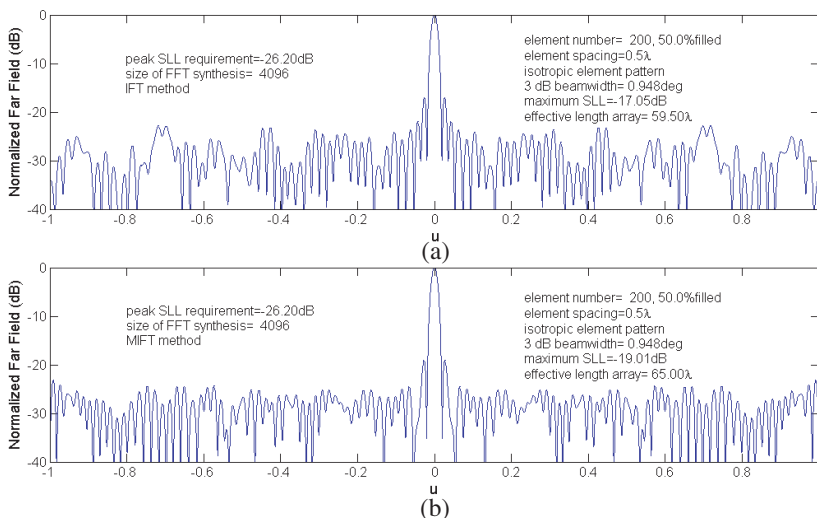 Normalized Far Field (dB)
0
-10
-20
-30
-40
peak SLL requirement=-26.20dB
size of FFT synthesis= 4096
IFT method
element number= 200, 50.0%filled
element spacing=0.5λ
isotropic element pattern
3 dB beamwidth= 0.948deg
maximum SLL=-17.05dB
effective length array= 59.50λ
-1 -0.8 -0.6 -0.4 -0.2 0 0.2 0.4 0.6 0.8
u
(a)
Normalized Far Field (dB)
0
-10
-20
-30
-40
peak SLL requirement=-26.20dB
size of FFT synthesis= 4096
MIFT method
element number= 200, 50.0%filled
element spacing=0.5λ
isotropic element pattern
3 dB beamwidth= 0.948deg
maximum SLL=-19.01dB
effective length array= 65.00λ
-1 -0.8 -0.6 -0.4 -0.2 0 0.2 0.4 0.6 0.8
u
(b)